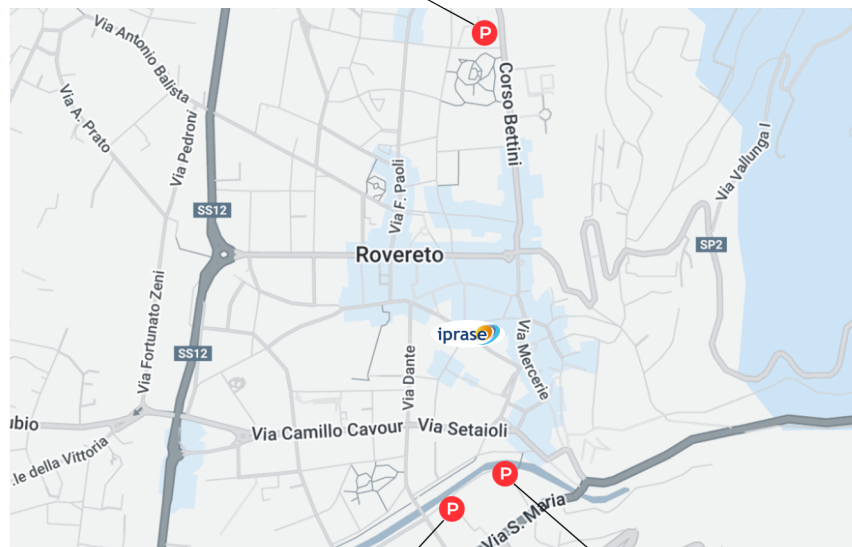 P
Via Antonio Balista
Corso Bettini
Via A. Prato
Via Pedroni
Via Vallunga I
Via F. Paoli
SS12
SP2
Rovereto
Via Fortunato Zeni
iprase
Via Mercerie
SS12
Via Dante
ubio
Via Camillo Cavour
Via Setaioli
.le della Vittoria
P
P
Via S. Maria